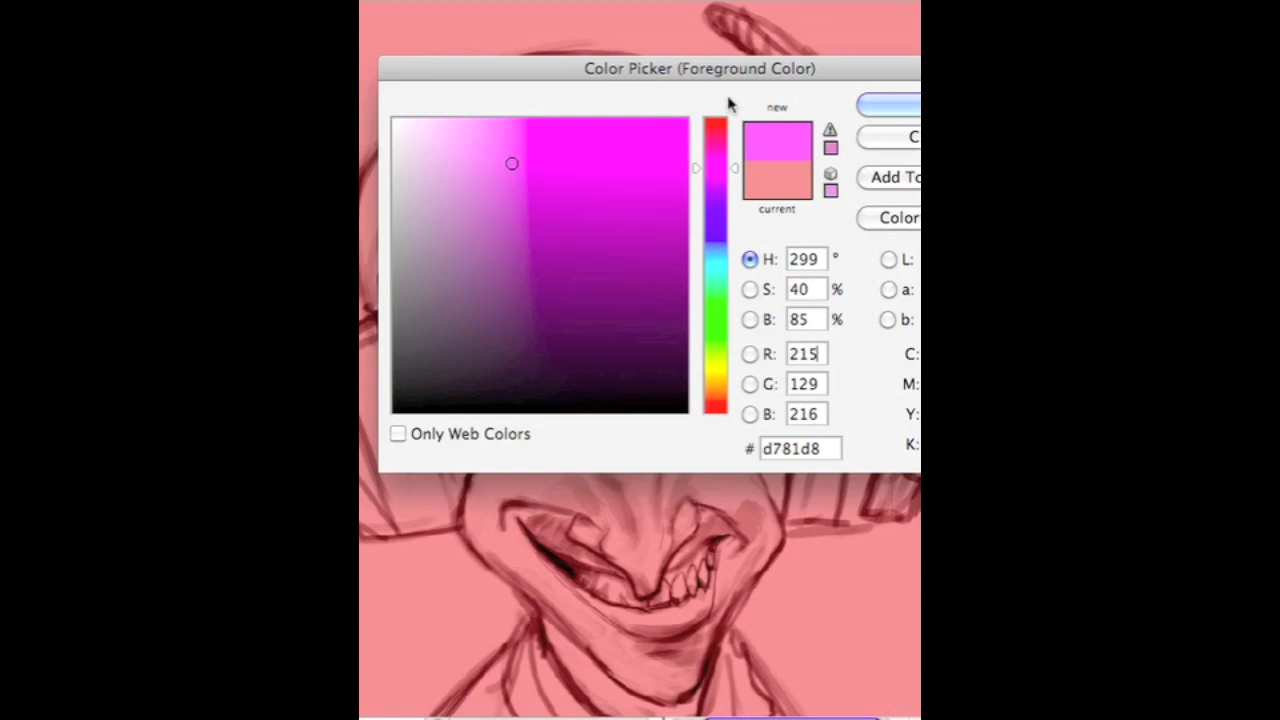 Color Picker (Foreground Color)
new
C
Add To
current
Color
H: 299 ° L:
S: 40 % a:
B: 85 % b:
R: 215 C:
G: 129 M:
B: 216 Y:
Only Web Colors
# d781d8 K: